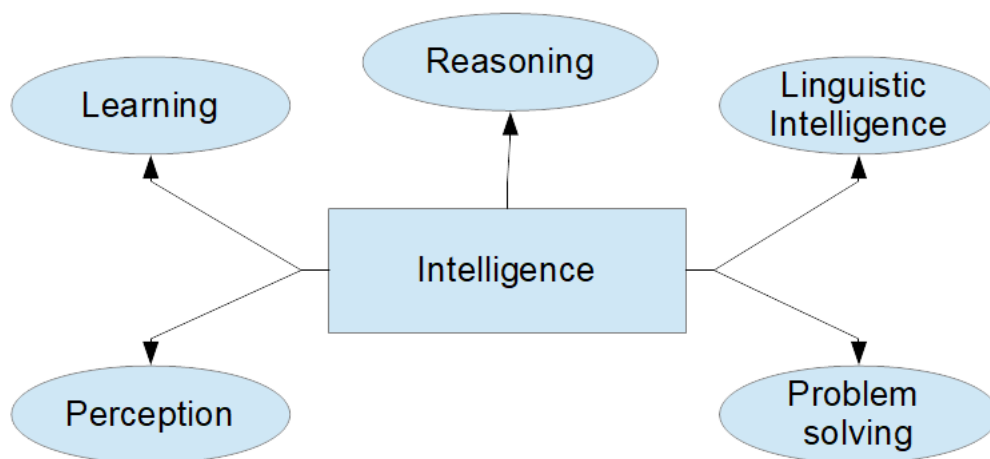 Reasoning
Learning
Linguistic
Intelligence
Intelligence
Perception
Problem
solving